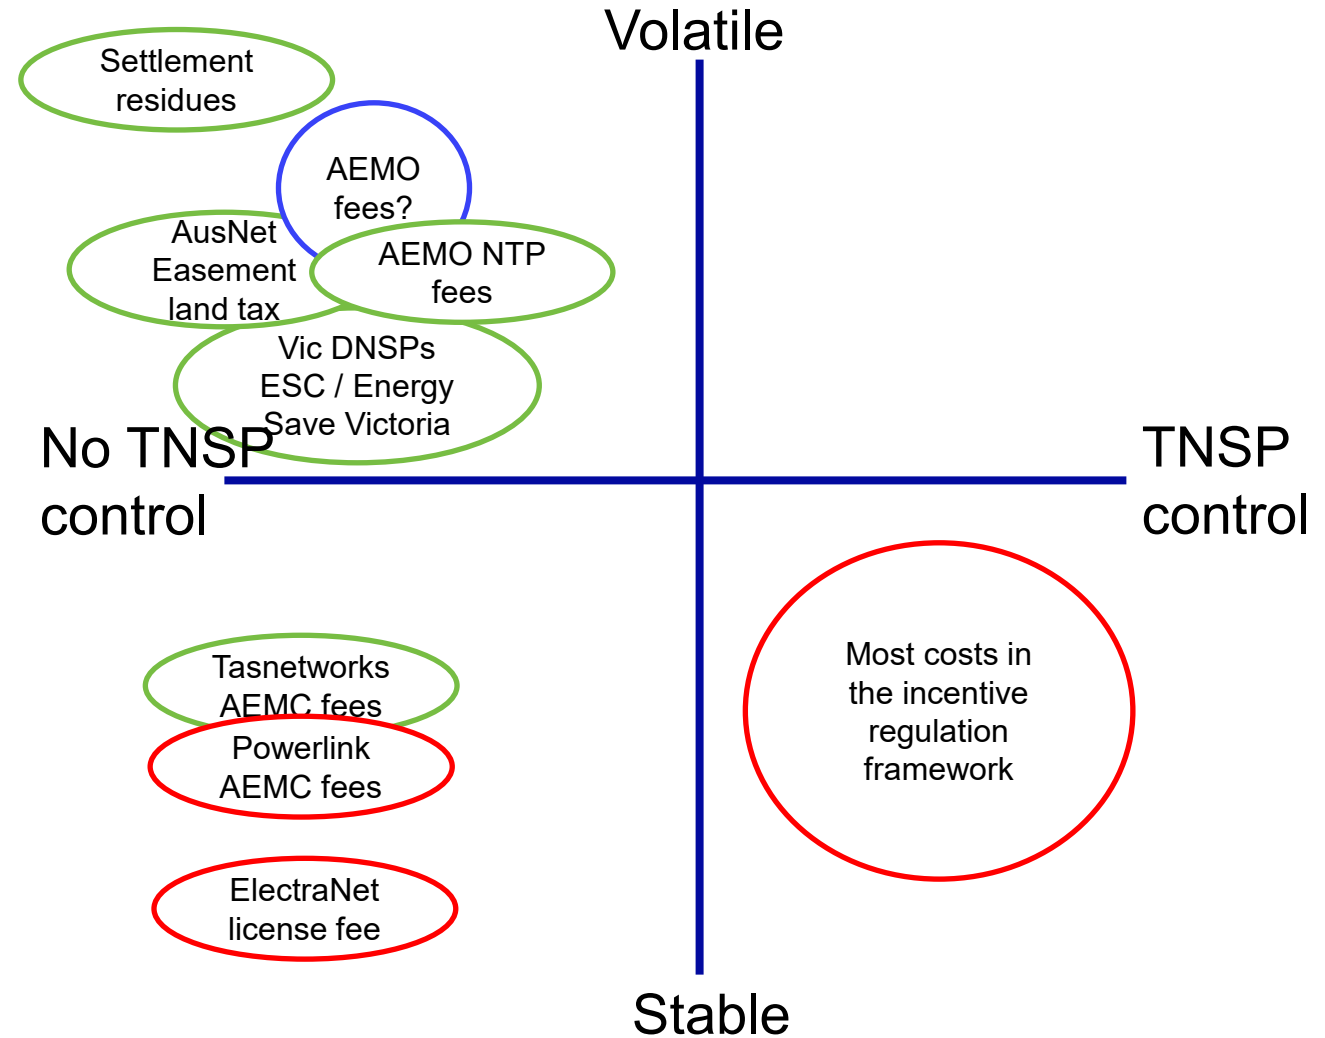 Volatile
Settlement
residues
AEMO
fees?
AusNet
Easement
land tax
AEMO NTP
fees
Vic DNSPs
ESC / Energy
Save Victoria
No TNSP
control
TNSP
control
Tasnetworks
AEMC fees
Powerlink
AEMC fees
ElectraNet
license fee
Most costs in
the incentive
regulation
framework
Stable